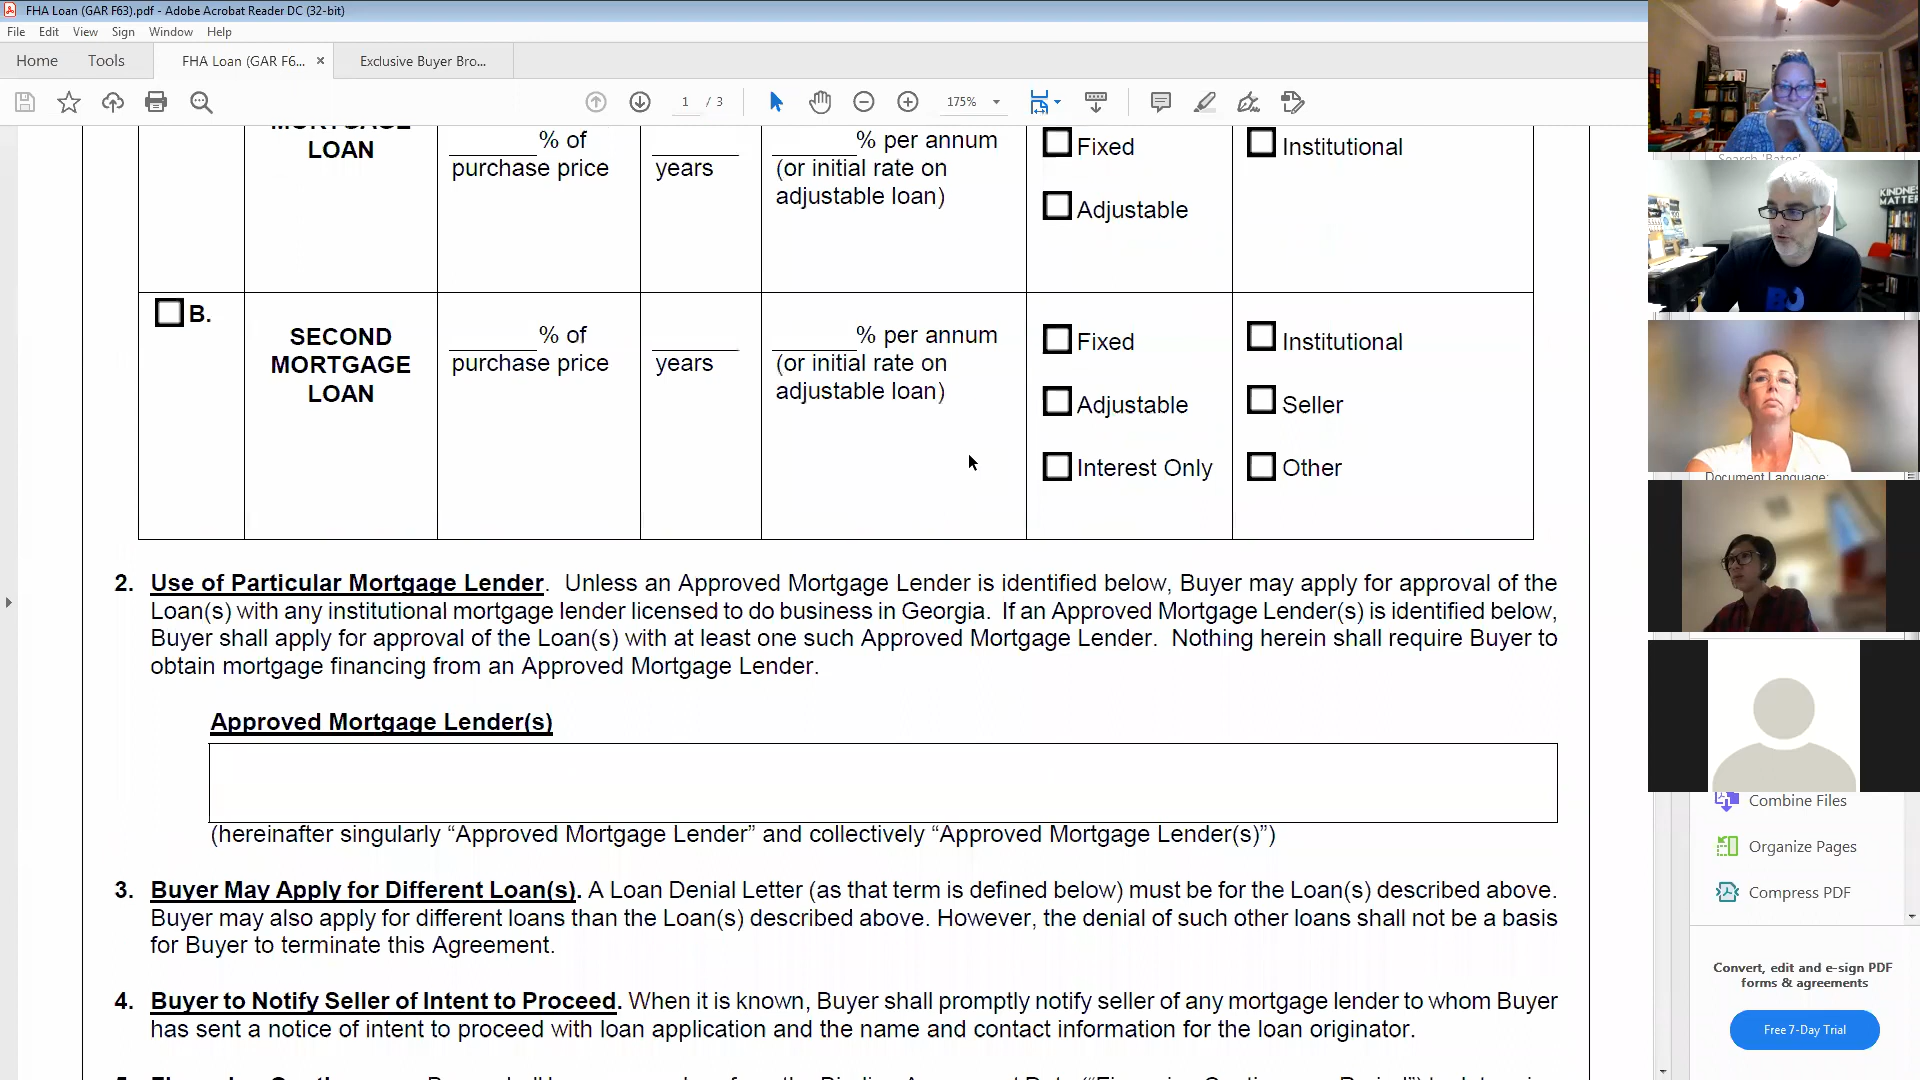 FHA Loan (GAR F63).pdf - Adobe Acrobat Reader DC (32-bit)
File Edit View Sign Window Help
Home Tools FHA Loan (GAR F6... × Exclusive Buyer Bro...
1 / 3 175%
MORTGAGE
LOAN
______% of
purchase price
______
years
______% per annum
(or initial rate on
adjustable loan)
Fixed
Adjustable
Institutional
B.
SECOND
MORTGAGE
LOAN
______% of
purchase price
______
years
______% per annum
(or initial rate on
adjustable loan)
Fixed
Adjustable
Interest Only
Institutional
Seller
Other
2. Use of Particular Mortgage Lender. Unless an Approved Mortgage Lender is identified below, Buyer may apply for approval of the
Loan(s) with any institutional mortgage lender licensed to do business in Georgia. If an Approved Mortgage Lender(s) is identified below,
Buyer shall apply for approval of the Loan(s) with at least one such Approved Mortgage Lender. Nothing herein shall require Buyer to
obtain mortgage financing from an Approved Mortgage Lender.
Approved Mortgage Lender(s)
(hereinafter singularly “Approved Mortgage Lender” and collectively “Approved Mortgage Lender(s)”)
3. Buyer May Apply for Different Loan(s). A Loan Denial Letter (as that term is defined below) must be for the Loan(s) described above.
Buyer may also apply for different loans than the Loan(s) described above. However, the denial of such other loans shall not be a basis
for Buyer to terminate this Agreement.
4. Buyer to Notify Seller of Intent to Proceed. When it is known, Buyer shall promptly notify seller of any mortgage lender to whom Buyer
has sent a notice of intent to proceed with loan application and the name and contact information for the loan originator.
Search 'Bates'
KINDNES
MATTER
Document Language:
Combine Files
Organize Pages
Compress PDF
Convert, edit and e-sign PDF
forms & agreements
Free 7-Day Trial